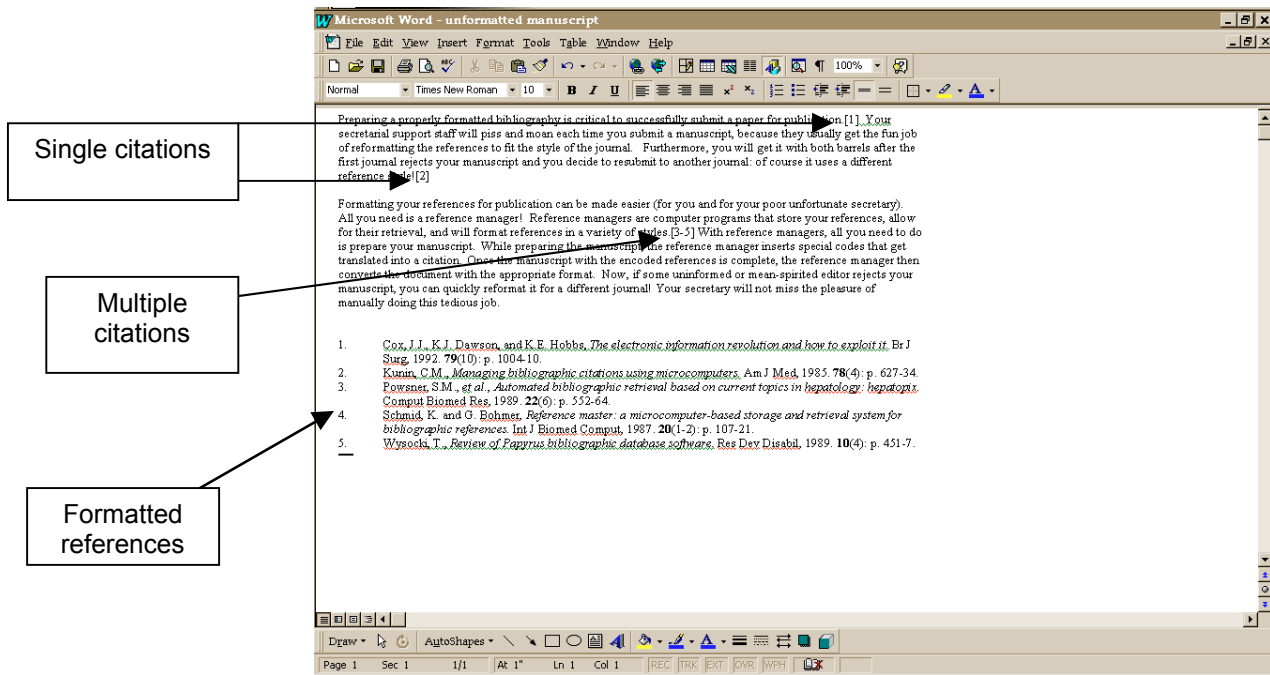 Microsoft Word - unformatted manuscript
File Edit View Insert Format Tools Table Window Help
100%
Normal Times New Roman 10 B I U
Preparing a properly formatted bibliography is critical to successfully submit a paper for publication.[1] Your
secretarial support staff will piss and moan each time you submit a manuscript, because they usually get the fun job
of reformatting the references to fit the style of the journal. Furthermore, you will get it with both barrels after the
first journal rejects your manuscript and you decide to resubmit to another journal: of course it uses a different
reference style![2]
Formatting your references for publication can be made easier (for you and for your poor unfortunate secretary).
All you need is a reference manager! Reference managers are computer programs that store your references, allow
for their retrieval, and will format references in a variety of styles.[3-5] With reference managers, all you need to do
is prepare your manuscript. While preparing the manuscript, the reference manager inserts special codes that get
translated into a citation. Once the manuscript with the encoded references is complete, the reference manager then
converts the document with the appropriate format. Now, if some uninformed or mean-spirited editor rejects your
manuscript, you can quickly reformat it for a different journal! Your secretary will not miss the pleasure of
manually doing this tedious job.
1. Cox, J.J., K.J. Dawson, and K.E. Hobbs, The electronic information revolution and how to exploit it. Br J
Surg, 1992. 79(10): p. 1004-10.
2. Kunin, C.M., Managing bibliographic citations using microcomputers. Am J Med, 1985. 78(4): p. 627-34.
3. Powsner, S.M., et al., Automated bibliographic retrieval based on current topics in hepatology: hepatopix.
Comput Biomed Res, 1989. 22(6): p. 552-64.
4. Schmid, K. and G. Bohmer, Reference master: a microcomputer-based storage and retrieval system for
bibliographic references. Int J Biomed Comput, 1987. 20(1-2): p. 107-21.
5. Wysocki, T., Review of Papyrus bibliographic database software. Res Dev Disabil, 1989. 10(4): p. 451-7.
Draw AutoShapes
Page 1 Sec 1 1/1 At 1" Ln 1 Col 1 REC TRK EXT OVR WPH
Single citations
Multiple
citations
Formatted
references